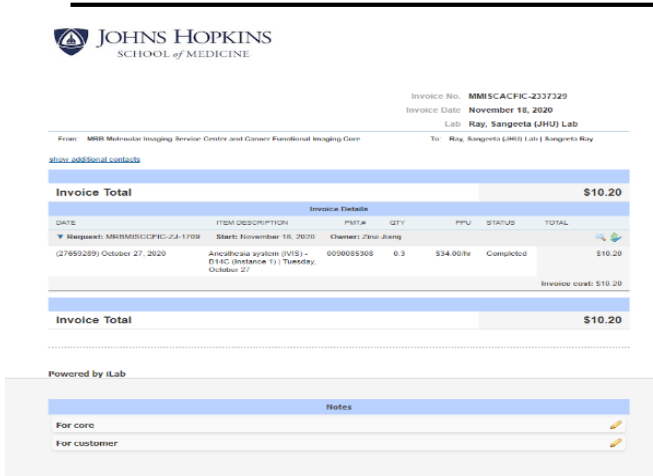 JOHNS HOPKINS
SCHOOL of MEDICINE
Invoice No. MMISCACFIC-2337329
Invoice Date November 18, 2020
Lab Ray, Sangeeta (JHU) Lab
From: MRB Molecular Imaging Service Center and Cancer Functional Imaging Core To: Ray, Sangeeta (JHU) Lab | Sangeeta Ray
show additional contacts
Invoice Total $10.20
Invoice Details
DATE ITEM DESCRIPTION PMT.# QTY PPU STATUS TOTAL
▼ Request: MRBMISCCFIC-ZJ-1709 Start: November 16, 2020 Owner: Zirui Jiang
(27659289) October 27, 2020 Anesthesia system (IVIS) - 0090085308 0.3 $34.00/hr Completed $10.20
B14C (Instance 1) | Tuesday,
October 27
Invoice cost: $10.20
Invoice Total $10.20
Powered by iLab
Notes
For core
For customer